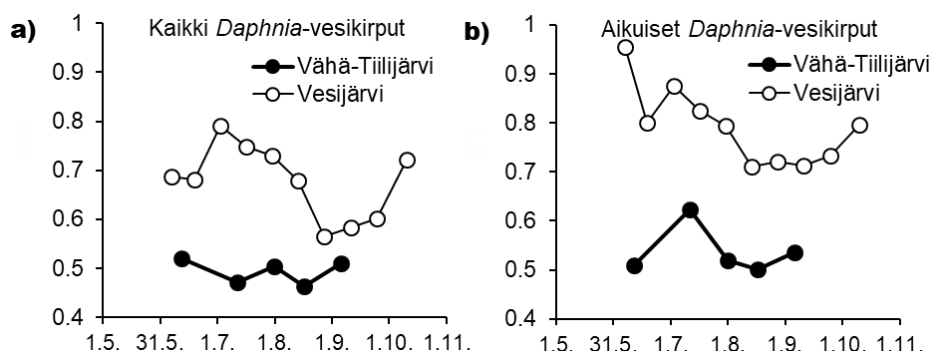 a)
Kaikki Daphnia-vesikirput
Vähä-Tiilijärvi
Vesijärvi
1
0.9
0.8
0.7
0.6
0.5
0.4
1.5. 31.5. 1.7. 1.8. 1.9. 1.10. 1.11.
b)
Aikuiset Daphnia-vesikirput
Vähä-Tiilijärvi
Vesijärvi
1
0.9
0.8
0.7
0.6
0.5
0.4
1.5. 31.5. 1.7. 1.8. 1.9. 1.10. 1.11.